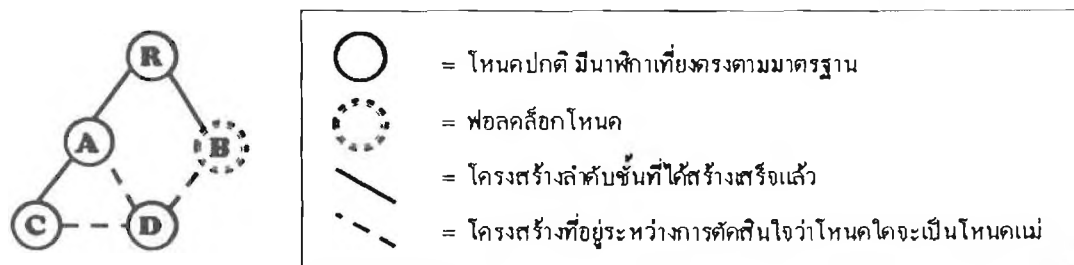 R
A
B
C
D
= โหนดปกติ มีนาฬิกาเที่ยงตรงตามมาตรฐาน
= ฟอลคล็อกโหนด
= โครงสร้างลำดับชั้นที่ได้สร้างเสร็จแล้ว
= โครงสร้างที่อยู่ระหว่างการตัดสินใจว่าโหนดใดจะเป็นโหนดแม่